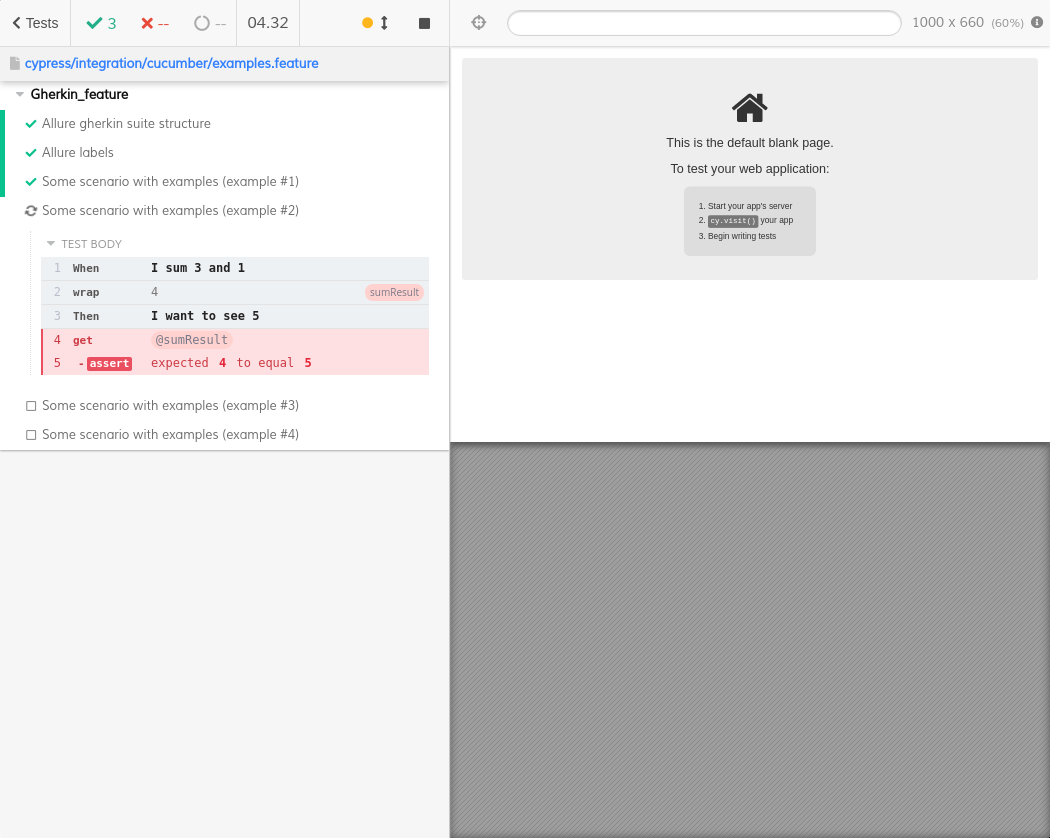 Tests 3 -- -- 04.32
1000 x 660 (60%)
cypress/integration/cucumber/examples.feature
Gherkin_feature
Allure gherkin suite structure
Allure labels
Some scenario with examples (example #1)
Some scenario with examples (example #2)
TEST BODY
1 When I sum 3 and 1
2 wrap 4 sumResult
3 Then I want to see 5
4 get @sumResult
5 -assert expected 4 to equal 5
Some scenario with examples (example #3)
Some scenario with examples (example #4)
This is the default blank page.
To test your web application:
1. Start your app's server
2. cy.visit() your app
3. Begin writing tests